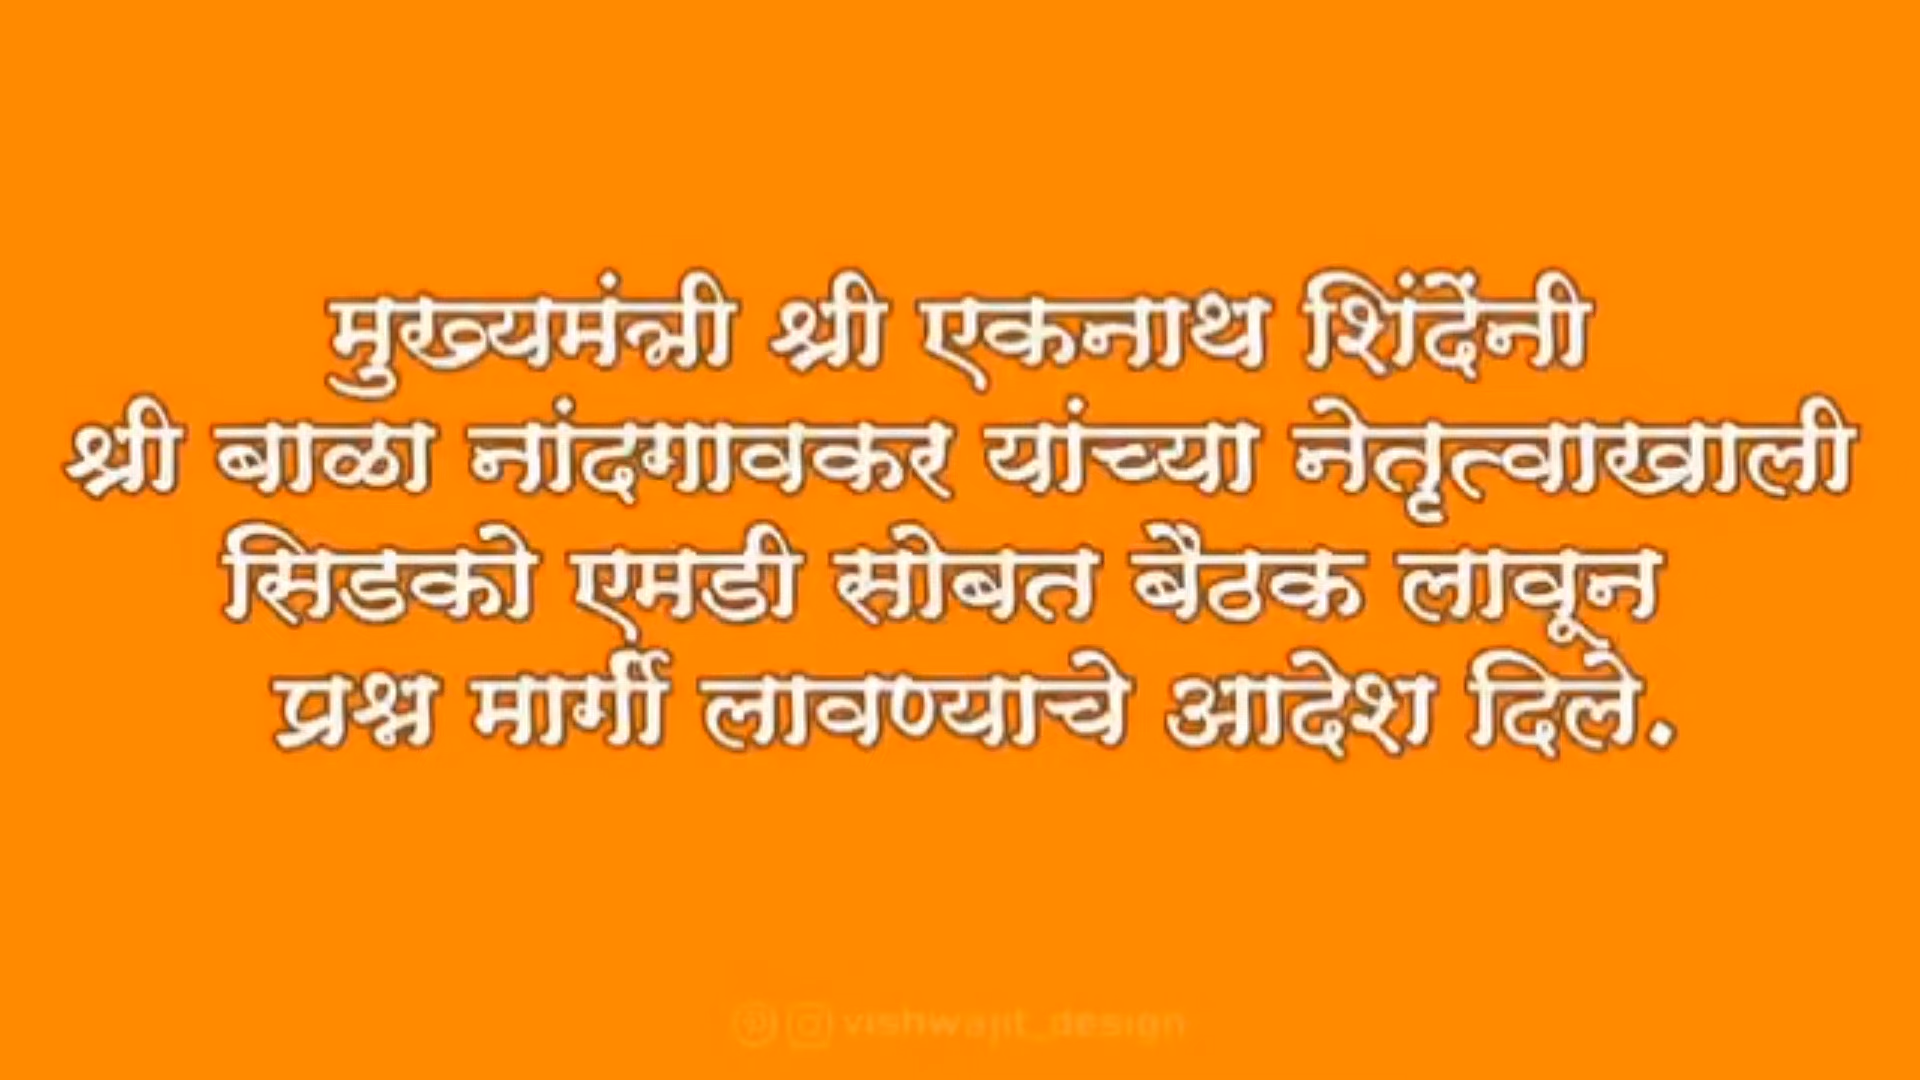 मुख्यमंत्री श्री एकनाथ शिंदेंनी
श्री बाळा नांदगावकर यांच्या नेतृत्वाखाली
सिडको एमडी सोबत बैठक लावून
प्रश्न मार्गी लावण्याचे आदेश दिले.
vishwajit_design